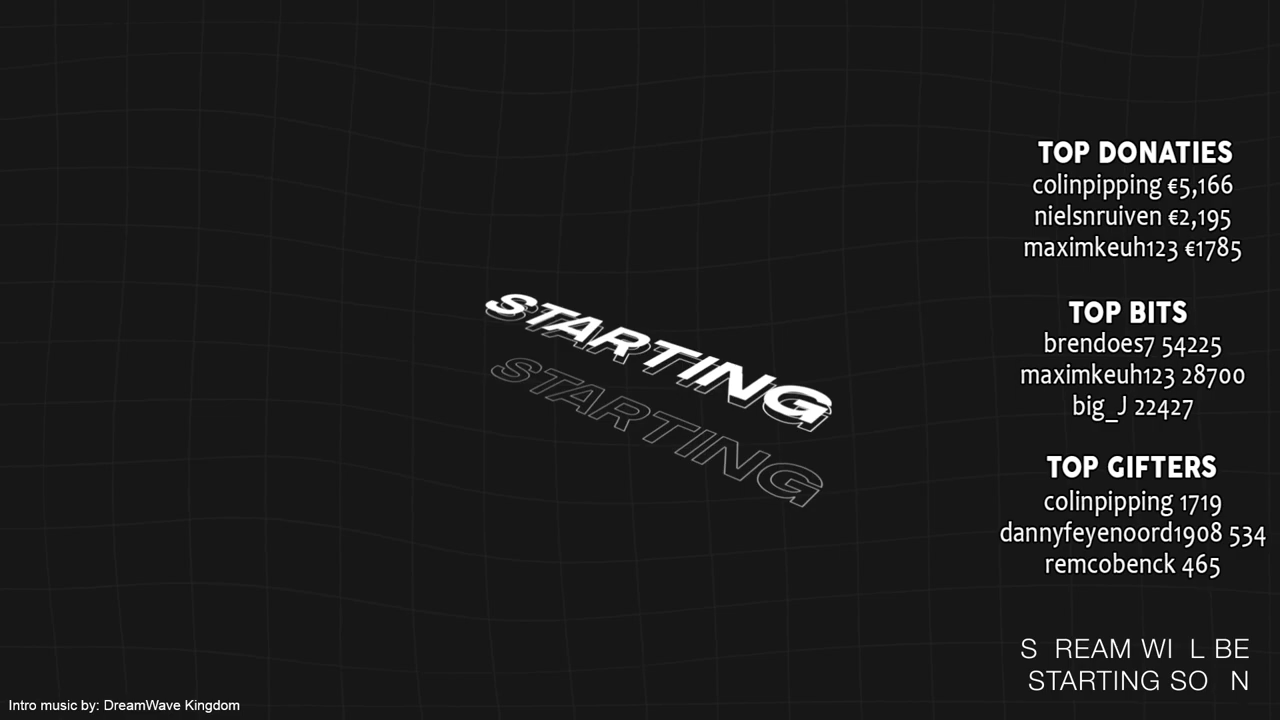 STARTING
STARTING
TOP DONATIES
colinpipping €5,166
nielsnruiven €2,195
maximkeuh123 €1785
TOP BITS
brendoes7 54225
maximkeuh123 28700
big_J 22427
TOP GIFTERS
colinpipping 1719
dannyfeyenoord1908 534
remcobenck 465
S REAM WI L BE
STARTING SO N
Intro music by: DreamWave Kingdom